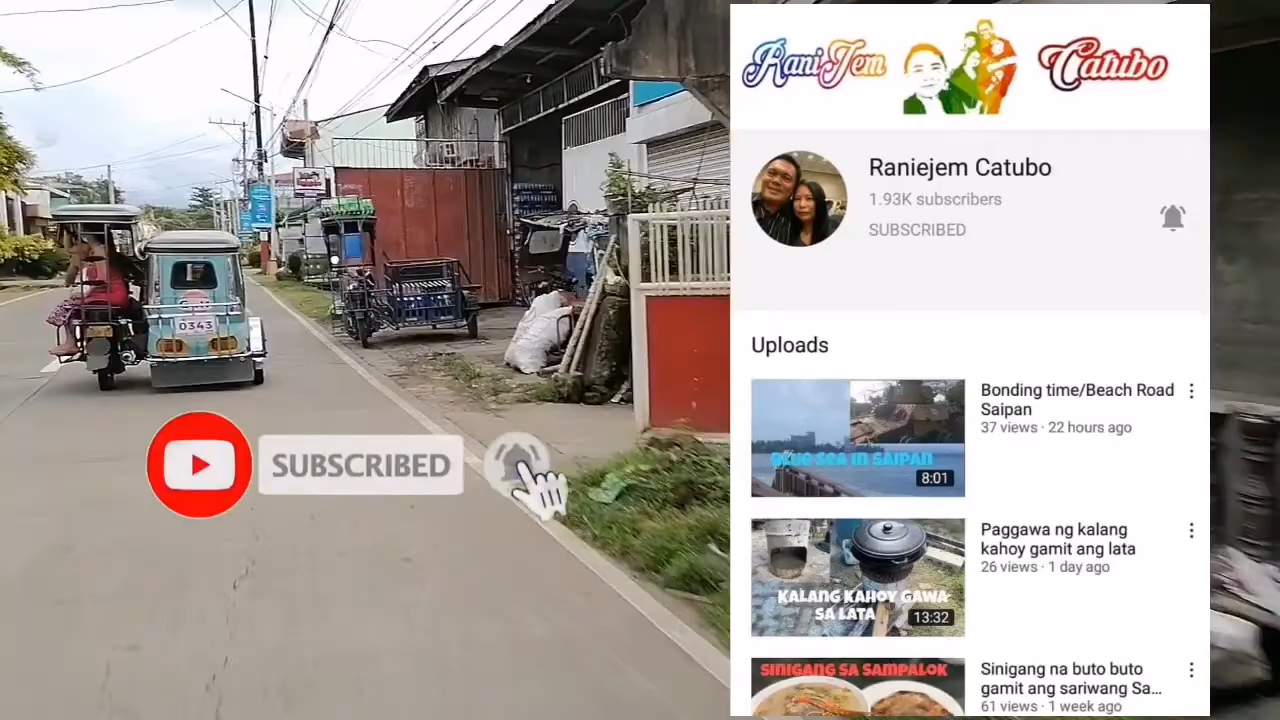 0343
SUBSCRIBED
RaniJem
Catubo
Raniejem Catubo
1.93K subscribers
SUBSCRIBED
Uploads
BLUE SEA IN SAIPAN
8:01
Bonding time/Beach Road
Saipan
37 views · 22 hours ago
KALANG KAHOY GAWA
SA LATA
13:32
Paggawa ng kalang
kahoy gamit ang lata
26 views · 1 day ago
SINIGANG SA SAMPALOK
Sinigang na buto buto
gamit ang sariwang Sa...
61 views · 1 week ago